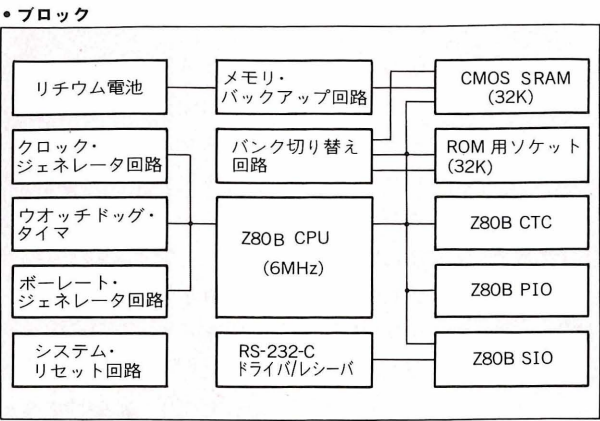 • ブロック
リチウム電池
メモリ・
バックアップ回路
CMOS SRAM
(32K)
クロック・
ジェネレータ回路
バンク切り替え
回路
ROM用ソケット
(32K)
ウオッチドッグ・
タイマ
Z80B CPU
(6MHz)
Z80B CTC
ボーレート・
ジェネレータ回路
Z80B PIO
システム・
リセット回路
RS-232-C
ドライバ/レシーバ
Z80B SIO